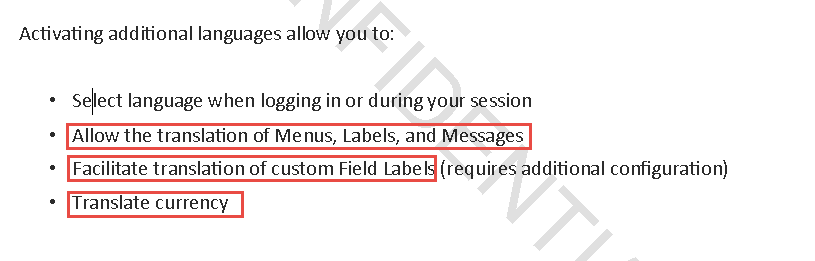 Activating additional languages allow you to:
• Select language when logging in or during your session
• Allow the translation of Menus, Labels, and Messages
• Facilitate translation of custom Field Labels (requires additional configuration)
• Translate currency
NFIDENTIA